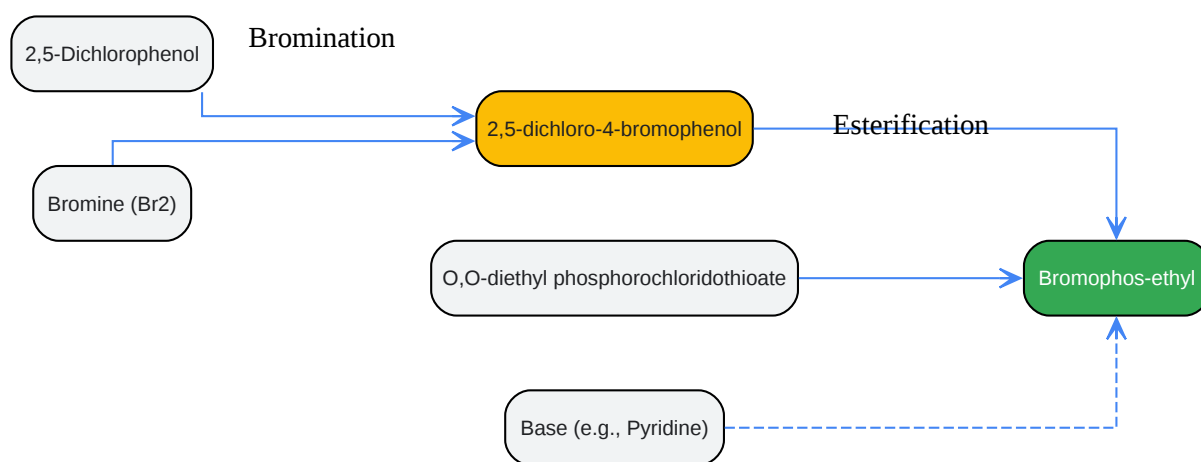 2,5-Dichlorophenol
Bromination
2,5-dichloro-4-bromophenol
Esterification
Bromine (Br2)
O,O-diethyl phosphorochloridothioate
Bromophos-ethyl
Base (e.g., Pyridine)